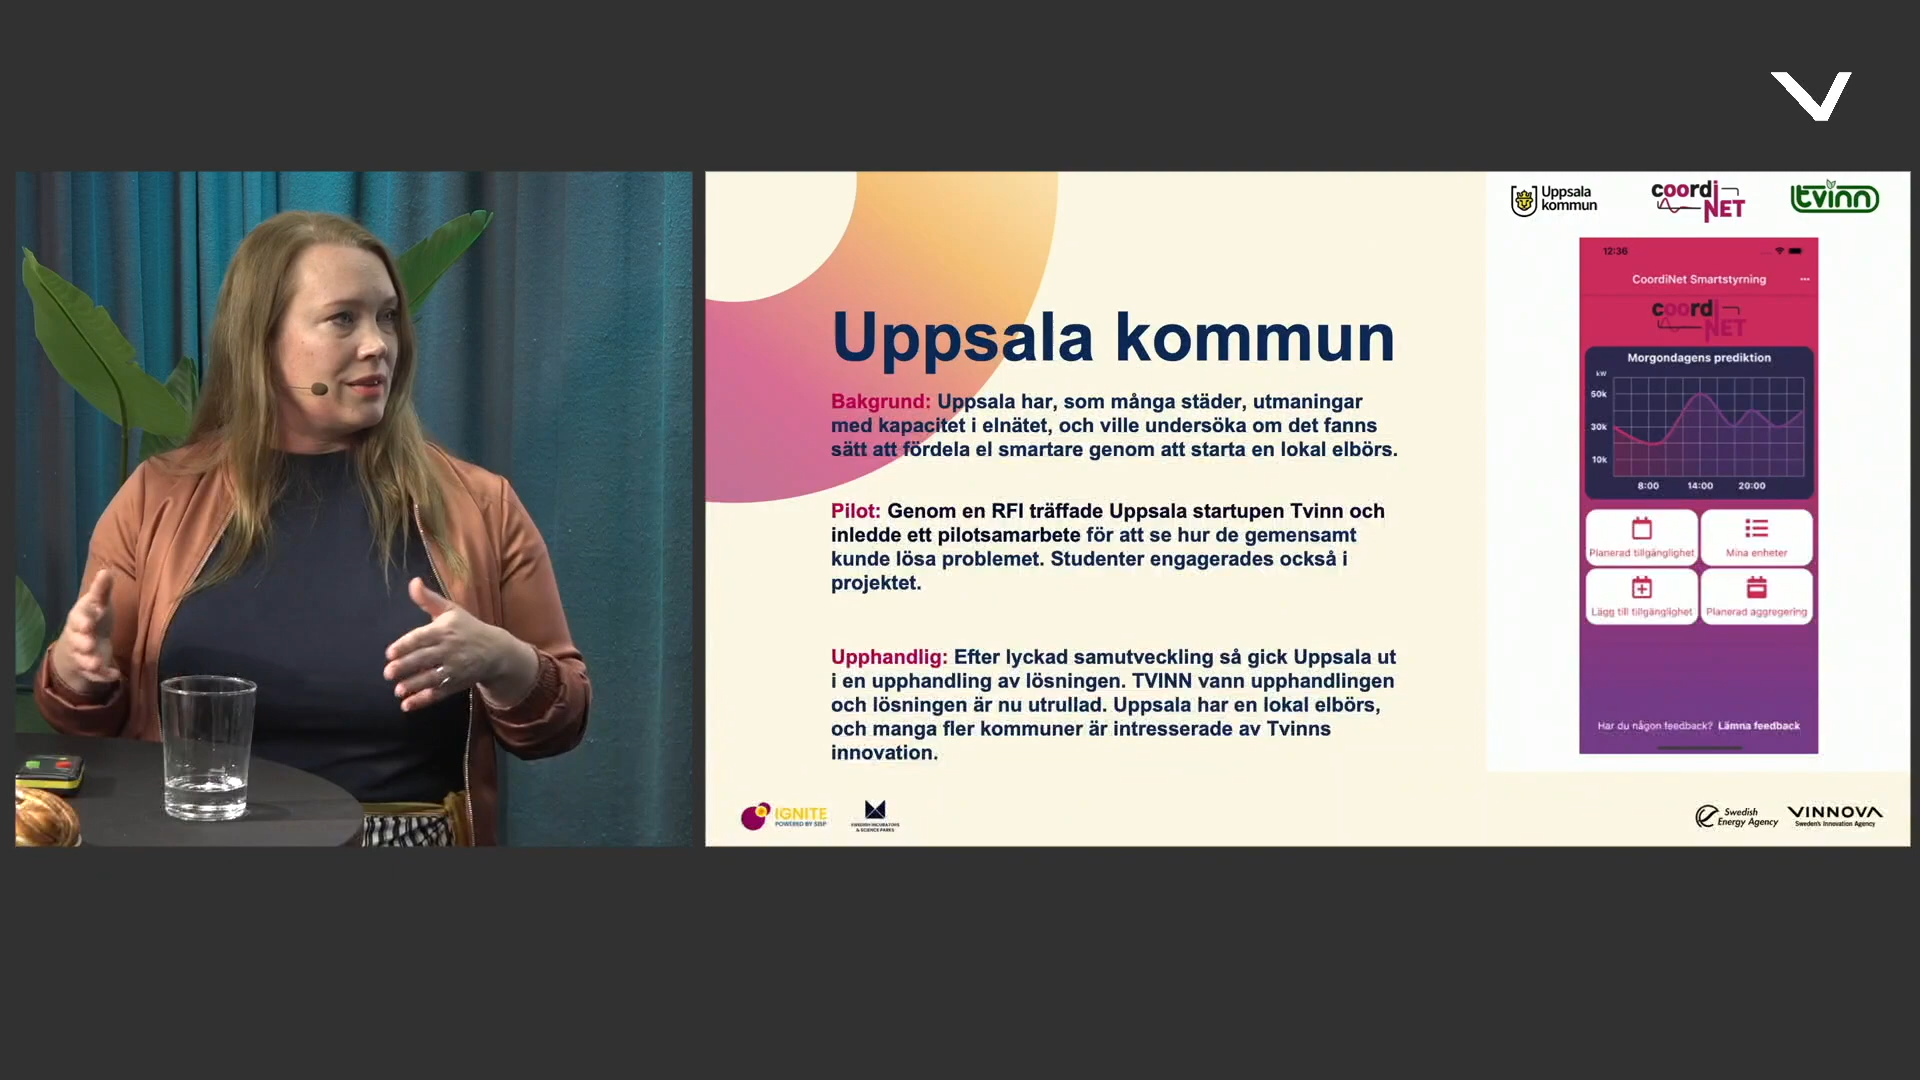 Uppsala kommun
Bakgrund: Uppsala har, som många städer, utmaningar
med kapacitet i elnätet, och ville undersöka om det fanns
sätt att fördela el smartare genom att starta en lokal elbörs.
Pilot: Genom en RFI träffade Uppsala startupen Tvinn och
inledde ett pilotsamarbete för att se hur de gemensamt
kunde lösa problemet. Studenter engagerades också i
projektet.
Upphandlig: Efter lyckad samutveckling så gick Uppsala ut
i en upphandling av lösningen. TVINN vann upphandlingen
och lösningen är nu utrullad. Uppsala har en lokal elbörs,
och manga fler kommuner är intresserade av Tvinns
innovation.
IGNITE
POWERED BY SISP
SWEDISH INCUBATORS
& SCIENCE PARKS
Uppsala
kommun
coordi
NET
tvinn
12:36
CoordiNet Smartstyrning
coordi
NET
Morgondagens prediktion
kW
50k
30k
10k
8:00 14:00 20:00
Planerad tillgänglighet
Mina enheter
Lägg till tillgänglighet
Planerad aggregering
Har du någon feedback? Lämna feedback
Swedish
Energy Agency
VINNOVA
Sweden's Innovation Agency